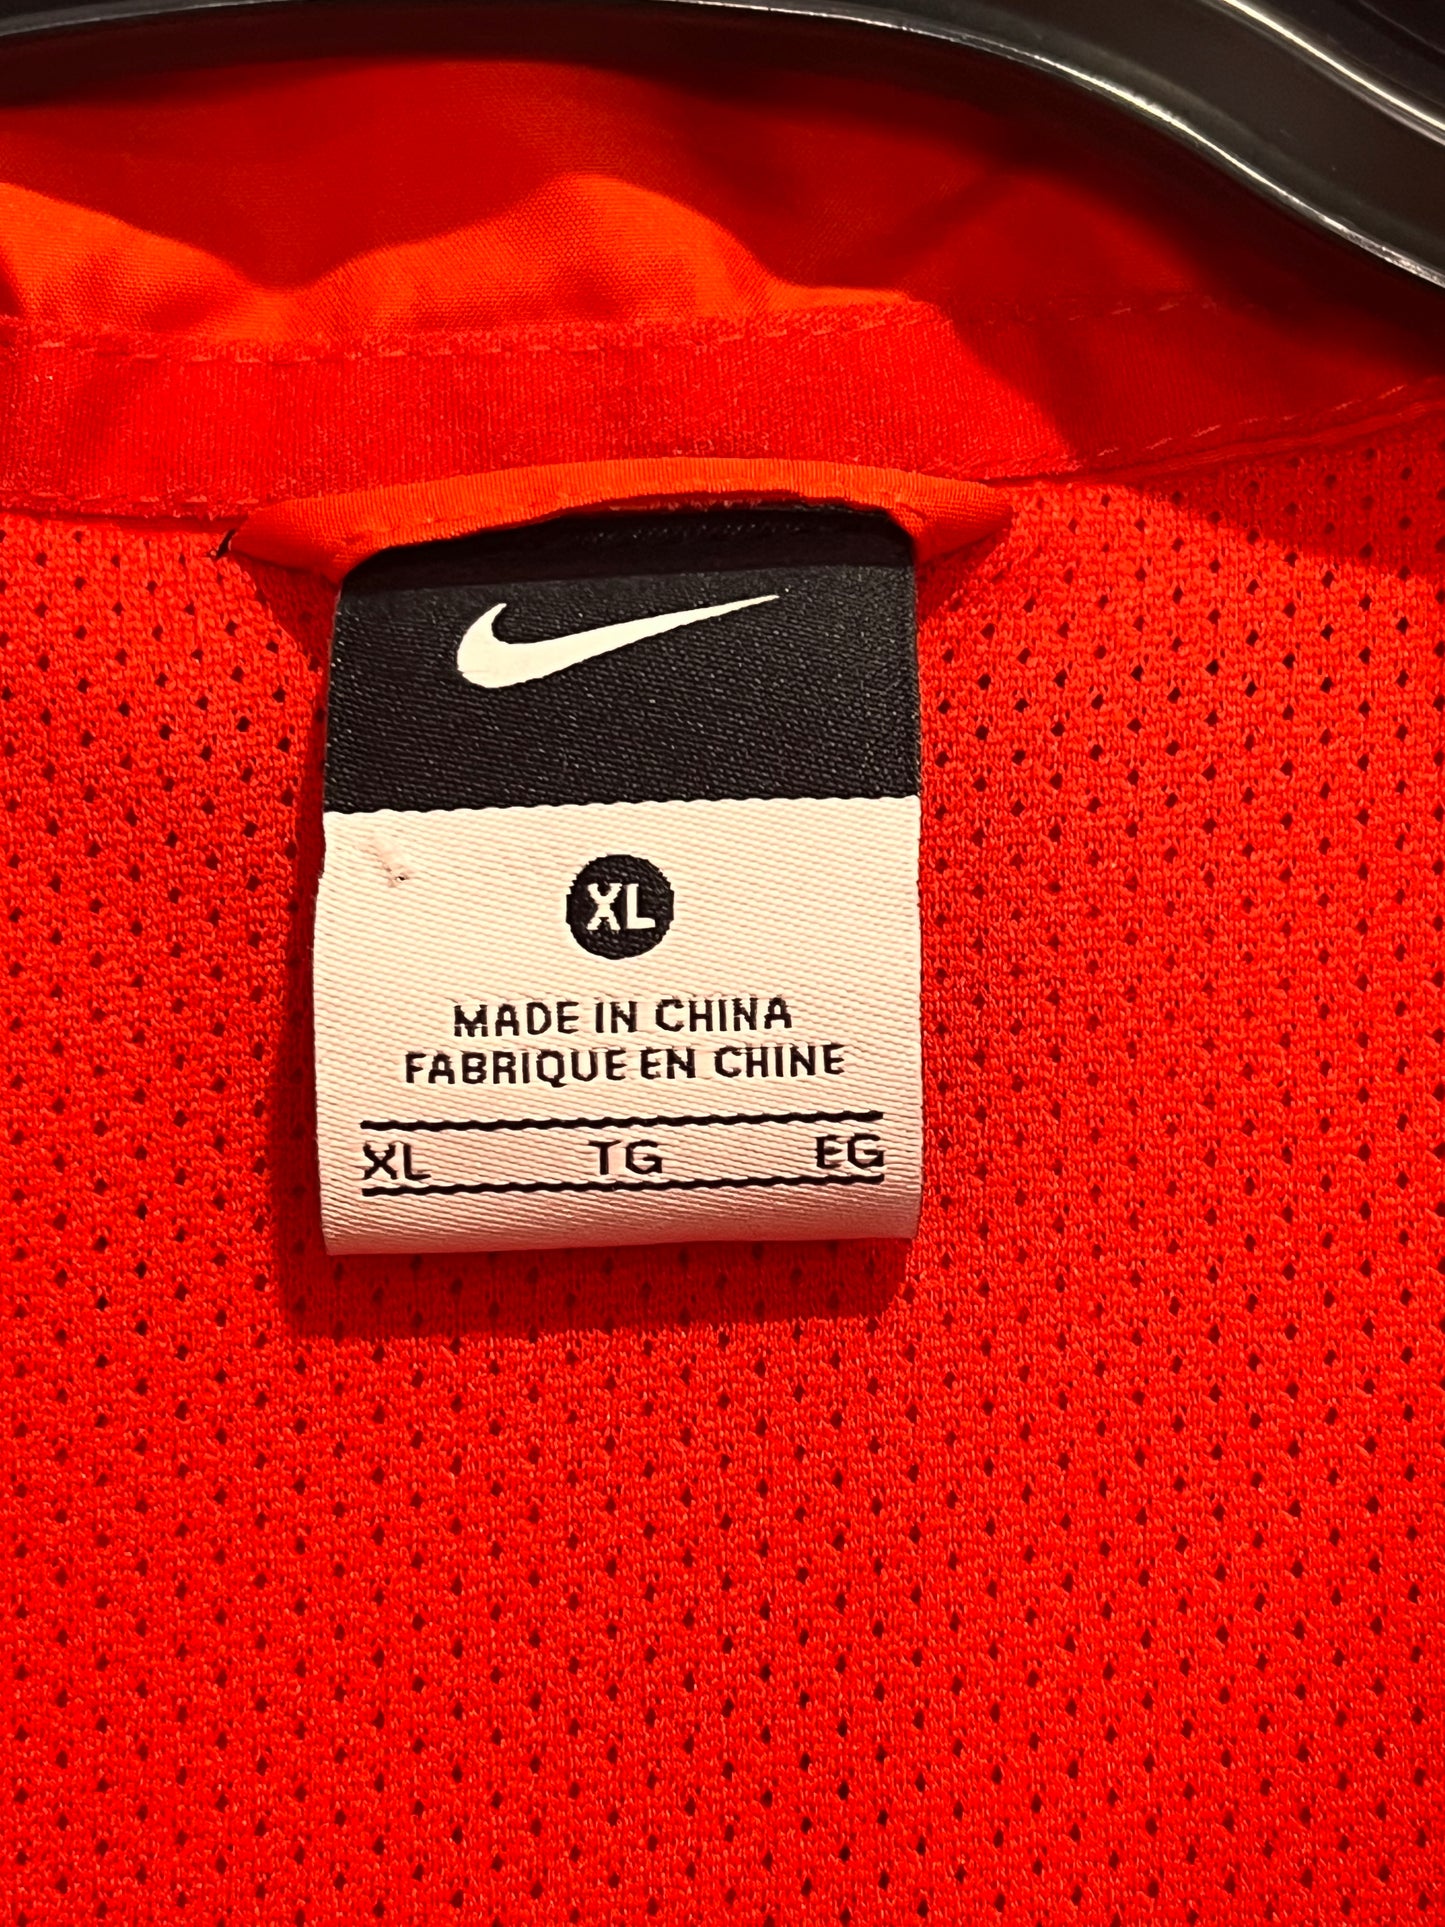 XL
MADE IN CHINA
FABRIQUE EN CHINE
XL TG EG